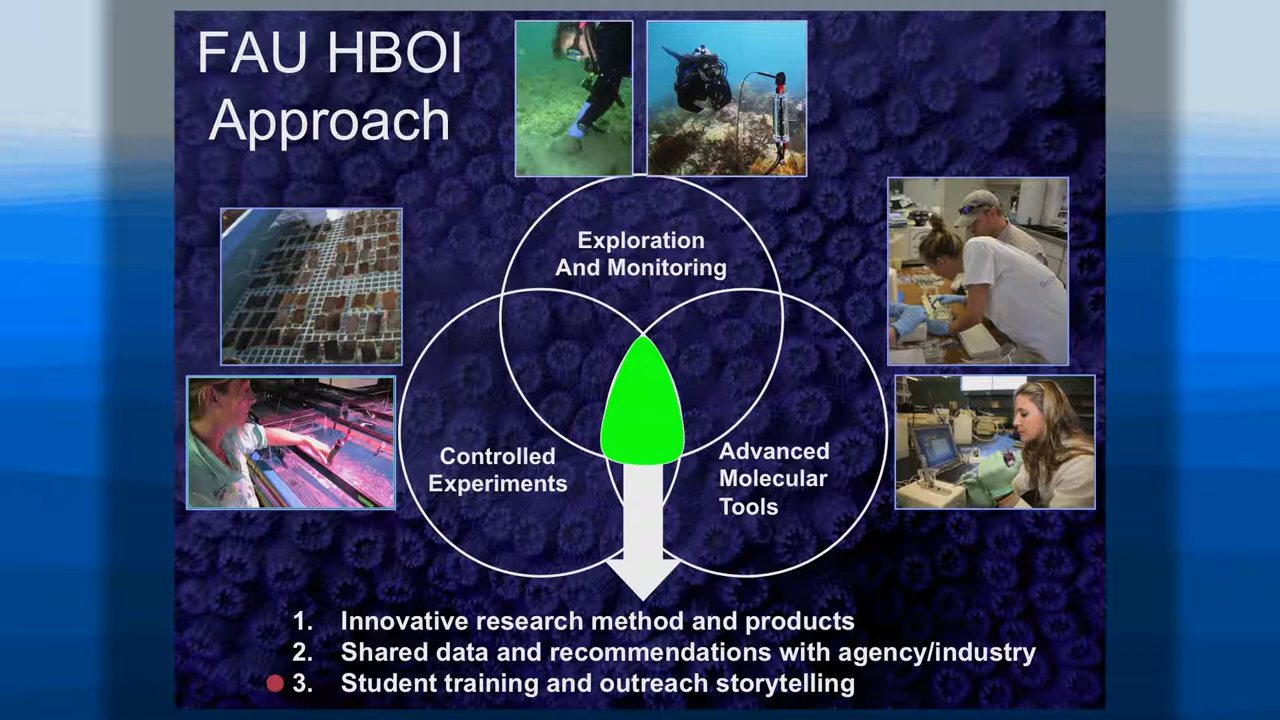 FAU HBOI
Approach
Exploration
And Monitoring
Controlled
Experiments
Advanced
Molecular
Tools
1. Innovative research method and products
2. Shared data and recommendations with agency/industry
3. Student training and outreach storytelling